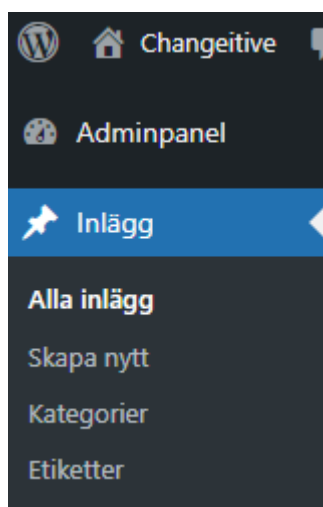 Changeitive
Adminpanel
Inlägg
Alla inlägg
Skapa nytt
Kategorier
Etiketter